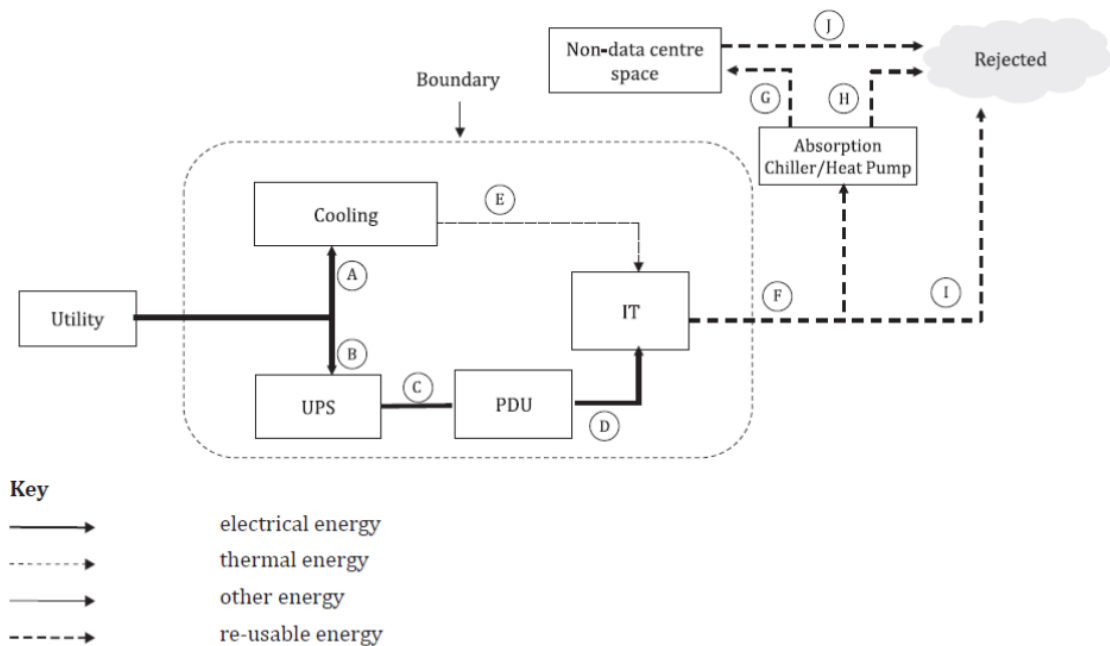 J
Non-data centre
space
Rejected
Boundary
G
H
Absorption
Chiller/Heat Pump
Cooling
E
A
Utility
IT
F
I
B
UPS
C
PDU
D
Key
electrical energy
thermal energy
other energy
re-usable energy